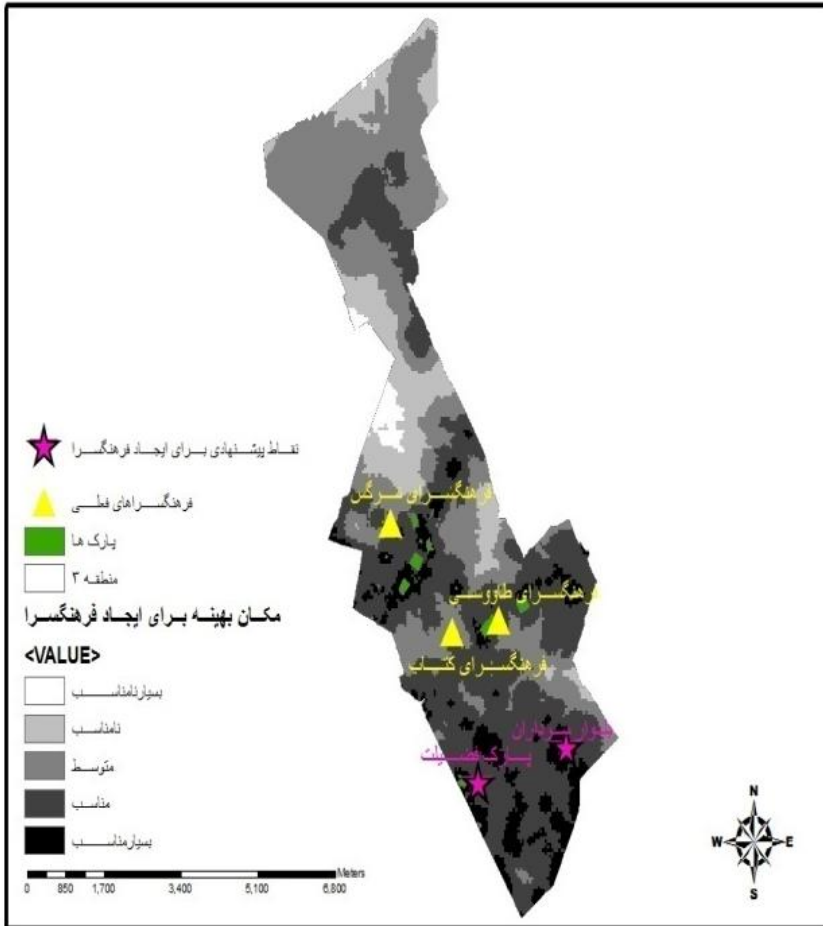 فرهنگسرای نرگس
فرهنگسرای طاووسی
فرهنگسرای کتاب
سرداران
پارک فضیلت
نقاط پیشنهادی برای ایجاد فرهنگسرا
فرهنگسراهای فعلی
پارک ها
منطقه ۳
مکان بهینه برای ایجاد فرهنگسرا
<VALUE>
بسیارنامناسب
نامناسب
متوسط
مناسب
بسیارمناسب
Meters
0 850 1,700 3,400 5,100 6,800
N
W E
S